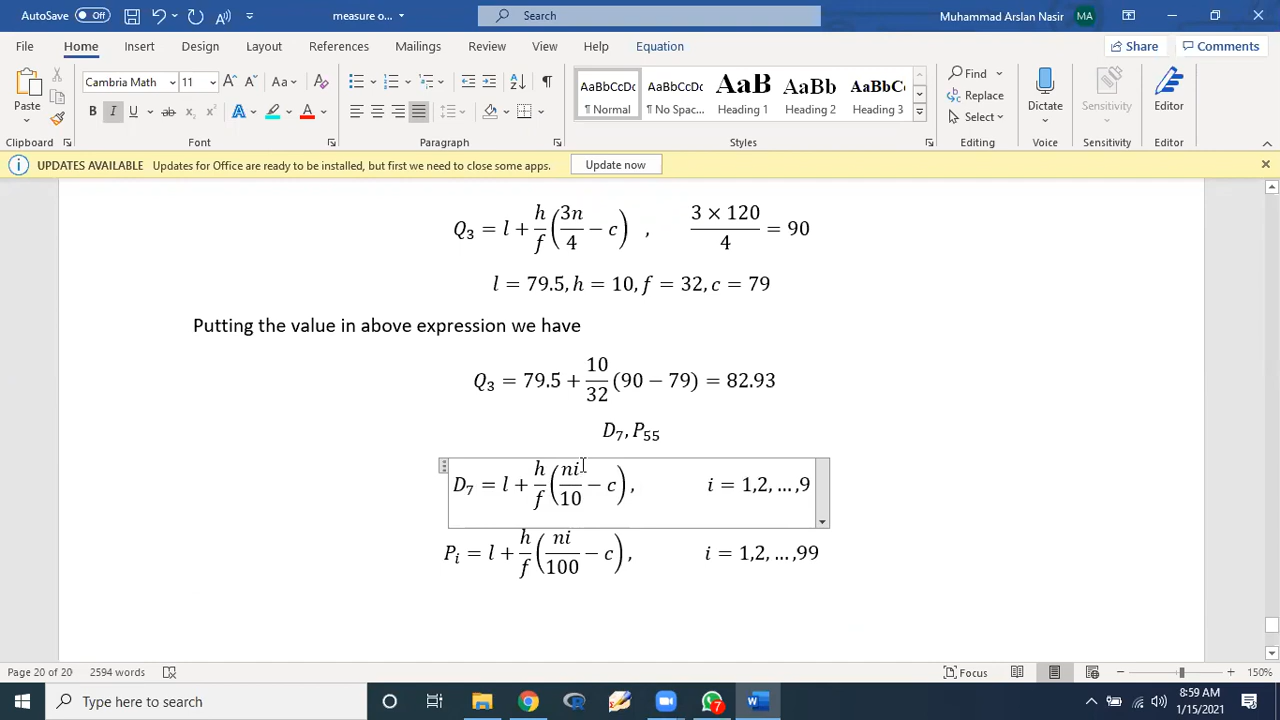 AutoSave Off measure o... Search Muhammad Arslan Nasir MA
File Home Insert Design Layout References Mailings Review View Help Equation Share Comments
Paste Cambria Math 11 A A Aa A AaBbCcDc AaBbCcDc AaB AaBb AaBbC Find Replace Select Dictate Sensitivity Editor
B I U ab x₂ x² A A ¶ Normal ¶ No Spac... Heading 1 Heading 2 Heading 3
Clipboard Font Paragraph Styles Editing Voice Sensitivity Editor
UPDATES AVAILABLE Updates for Office are ready to be installed, but first we need to close some apps. Update now
Q₃ = l + h/f (3n/4 − c) , 3 × 120/4 = 90
l = 79.5, h = 10, f = 32, c = 79
Putting the value in above expression we have
Q₃ = 79.5 + 10/32 (90 − 79) = 82.93
D₇, P₅₅
D₇ = l + h/f (ni/10 − c), i = 1,2, … ,9
Pᵢ = l + h/f (ni/100 − c), i = 1,2, … ,99
Page 20 of 20 2594 words Focus 150%
Type here to search 7 8:59 AM
1/15/2021